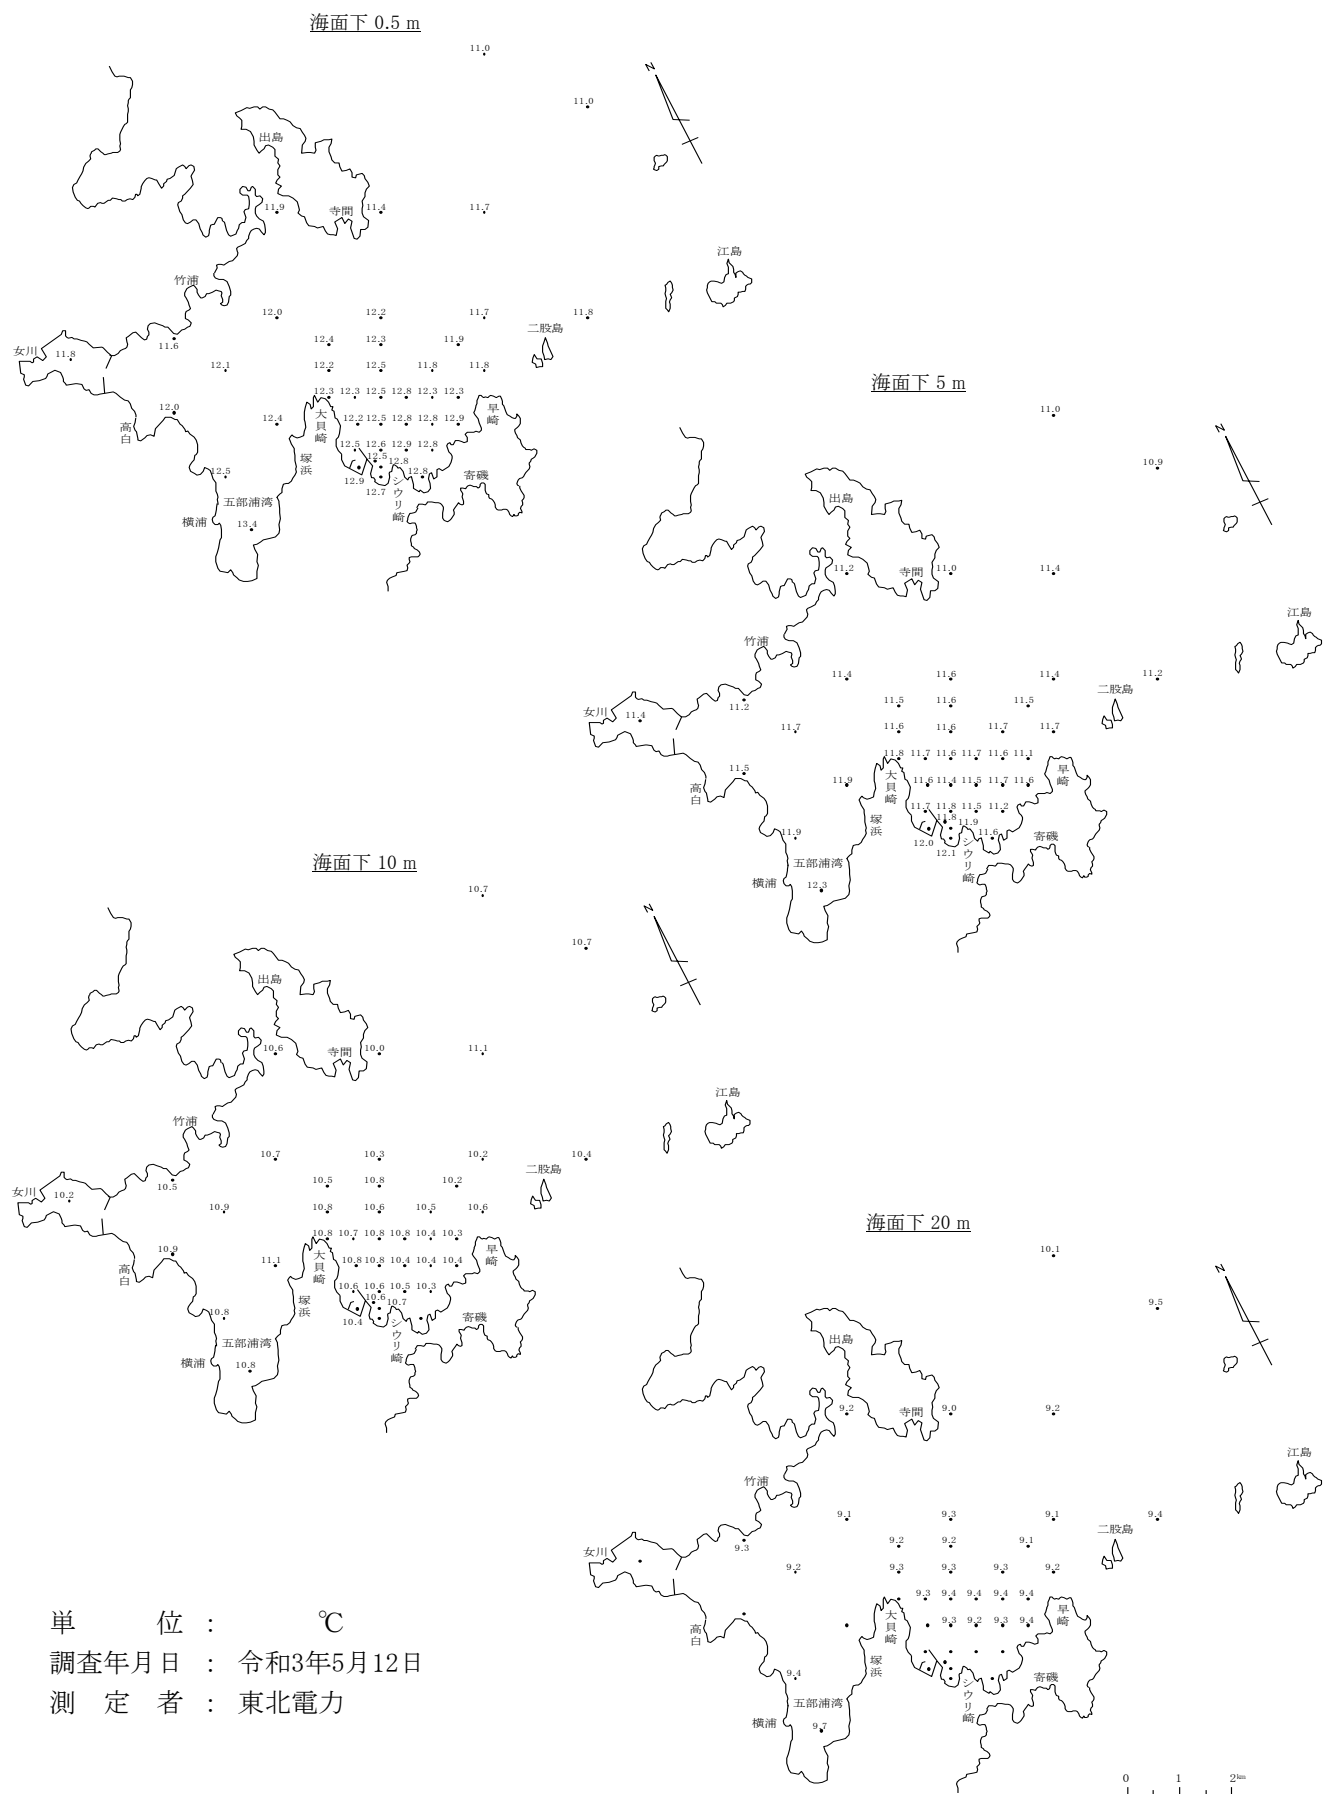 海面下 0.5 m
11.0
N
11.0
出島
11.9
寺間
11.4
11.7
江島
竹浦
12.0
12.2
11.7
11.8
二股島
11.6
12.4
12.3
11.9
女川
11.8
12.1
12.2
12.5
11.8
11.8
12.3 12.3 12.5 12.8 12.3 12.3
12.0
高白
12.4
大貝崎
12.2 12.5 12.8 12.8 12.9
早崎
塚浜
12.5 12.6 12.9 12.8
12.5
12.8
12.5
12.9
12.7
12.8
シウリ崎
寄磯
五部浦湾
横浦
13.4
海面下 5 m
11.0
N
10.9
出島
11.2
寺間
11.0
11.4
江島
竹浦
11.4
11.6
11.4
11.2
二股島
11.2
11.5
11.6
11.5
女川
11.4
11.7
11.6
11.6
11.7
11.7
11.8 11.7 11.6 11.7 11.6 11.1
11.5
高白
11.9
大貝崎
11.6 11.4 11.5 11.7 11.6
早崎
塚浜
11.7 11.8 11.5 11.2
11.8
11.9
11.9
12.0
12.1
11.6
シウリ崎
寄磯
五部浦湾
横浦
12.3
海面下 10 m
10.7
N
10.7
出島
10.6
寺間
10.0
11.1
江島
竹浦
10.7
10.3
10.2
10.4
二股島
10.5
10.5
10.8
10.2
女川
10.2
10.9
10.8
10.6
10.5
10.6
10.8 10.7 10.8 10.8 10.4 10.3
10.9
高白
11.1
大貝崎
10.8 10.8 10.4 10.4 10.4
早崎
塚浜
10.6 10.6 10.5 10.3
10.6
10.7
10.8
10.4
シウリ崎
寄磯
五部浦湾
横浦
10.8
海面下 20 m
10.1
N
9.5
出島
9.2
寺間
9.0
9.2
江島
竹浦
9.1
9.3
9.1
9.4
二股島
9.3
9.2
9.2
9.1
女川
9.2
9.3
9.3
9.3
9.2
9.3 9.4 9.4 9.4 9.4
高白
大貝崎
9.3 9.2 9.3 9.4
早崎
塚浜
9.4
シウリ崎
寄磯
五部浦湾
横浦
9.7
単 位 : ℃
調査年月日 : 令和3年5月12日
測 定 者 : 東北電力
0 1 2km